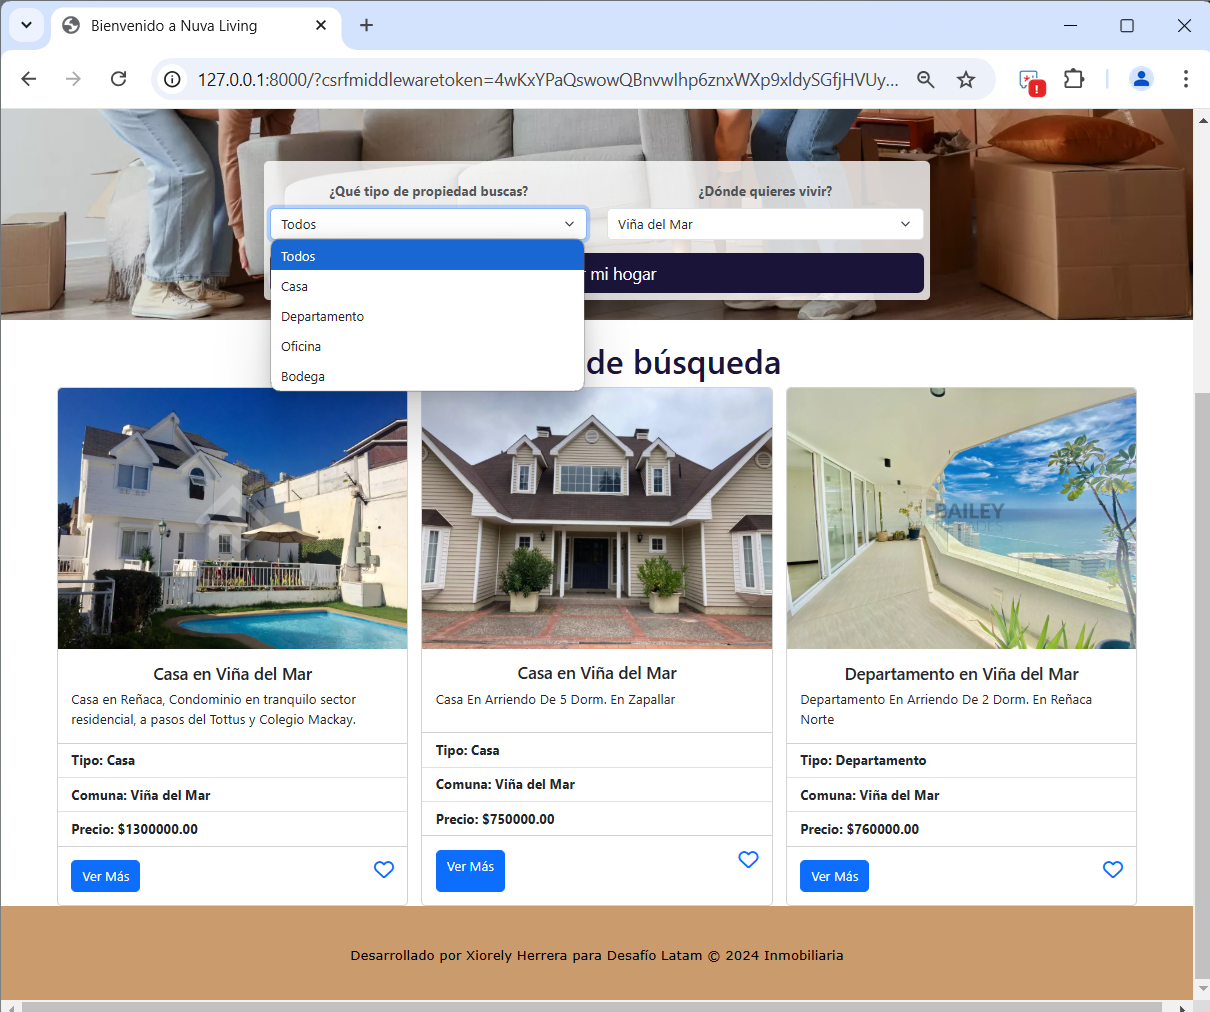 Bienvenido a Nuva Living
127.0.0.1:8000/?csrfmiddlewaretoken=4wKxYPaQswowQBnvwIhp6znxWXp9xldySGfjHVUy...
¿Qué tipo de propiedad buscas?
¿Dónde quieres vivir?
Todos
Viña del Mar
Todos
mi hogar
Casa
Departamento
Oficina
Bodega
de búsqueda
BAILEY
Casa en Viña del Mar
Casa en Reñaca, Condominio en tranquilo sector
residencial, a pasos del Tottus y Colegio Mackay.
Tipo: Casa
Comuna: Viña del Mar
Precio: $1300000.00
Ver Más
Casa en Viña del Mar
Casa En Arriendo De 5 Dorm. En Zapallar
Tipo: Casa
Comuna: Viña del Mar
Precio: $750000.00
Ver Más
Departamento en Viña del Mar
Departamento En Arriendo De 2 Dorm. En Reñaca
Norte
Tipo: Departamento
Comuna: Viña del Mar
Precio: $760000.00
Ver Más
Desarrollado por Xiorely Herrera para Desafío Latam © 2024 Inmobiliaria